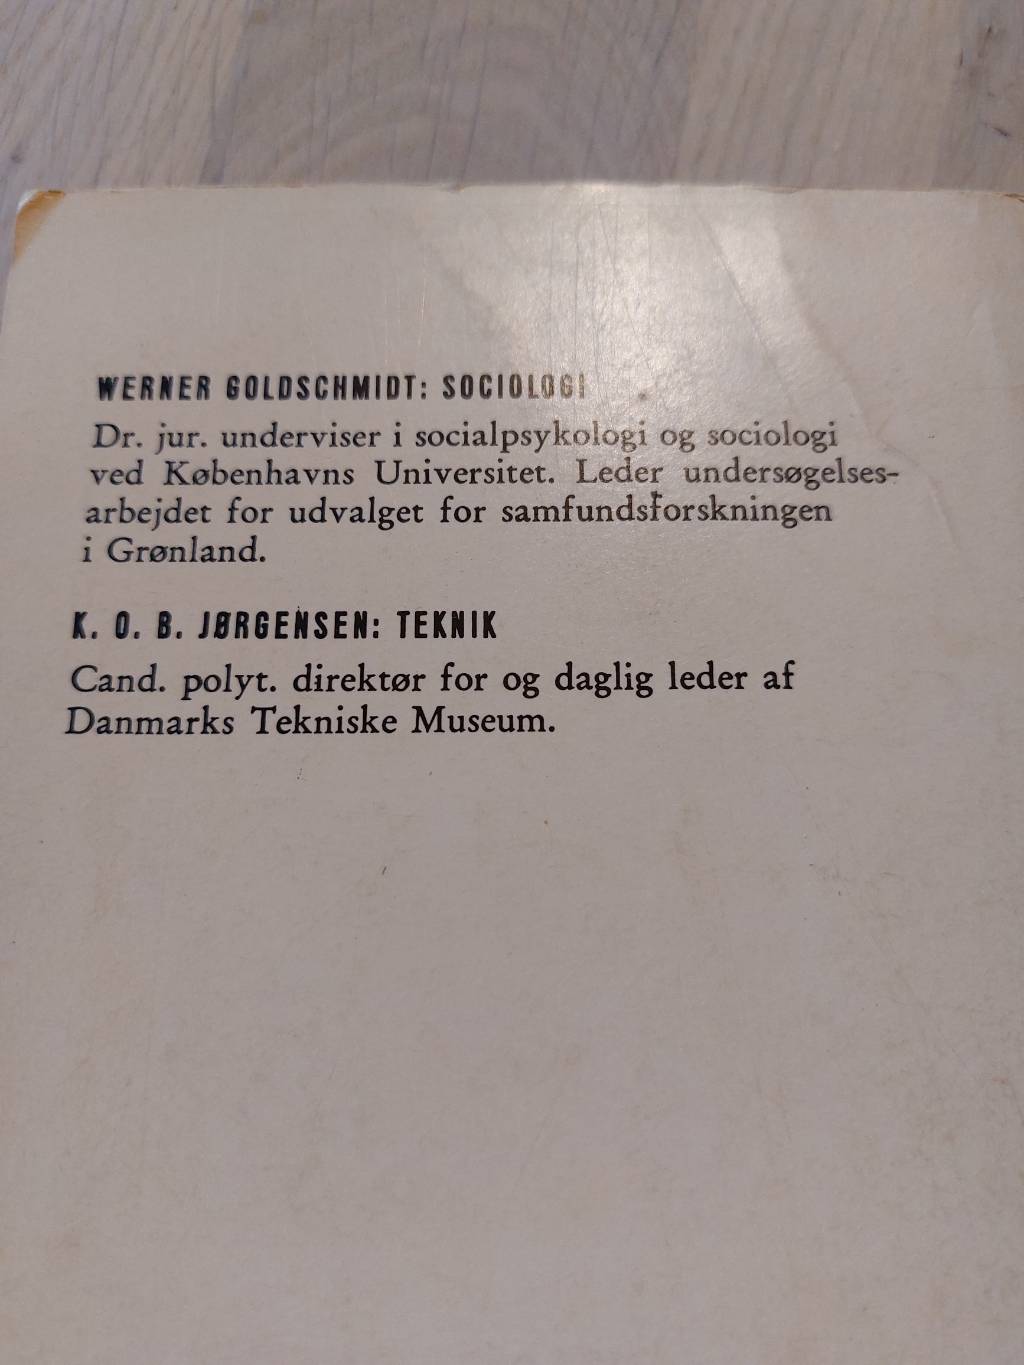 WERNER GOLDSCHMIDT: SOCIOLOGI
Dr. jur. underviser i socialpsykologi og sociologi
ved Københavns Universitet. Leder undersøgelses-
arbejdet for udvalget for samfundsforskningen
i Grønland.
K. O. B. JØRGENSEN: TEKNIK
Cand. polyt. direktør for og daglig leder af
Danmarks Tekniske Museum.